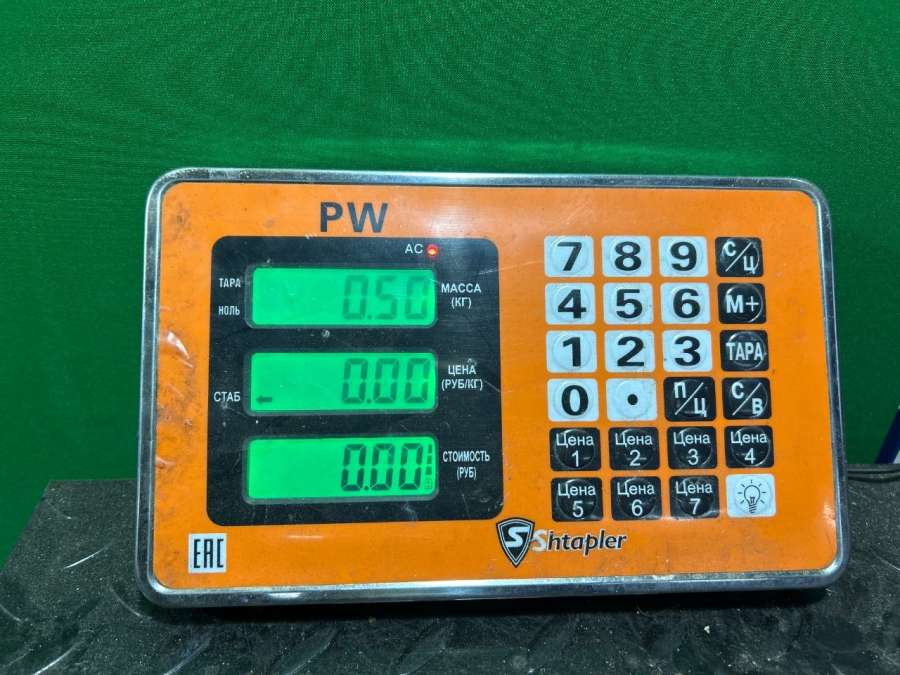 PW
AC
ТАРА
НОЛЬ
0.50
МАССА
(КГ)
СТАБ
0.00
ЦЕНА
(РУБ/КГ)
0.00
СТОИМОСТЬ
(РУБ)
7 8 9 С/Ц
4 5 6 М+
1 2 3 ТАРА
0 . П/Ц С/В
Цена 1
Цена 2
Цена 3
Цена 4
Цена 5
Цена 6
Цена 7
EAC
S Shtapler